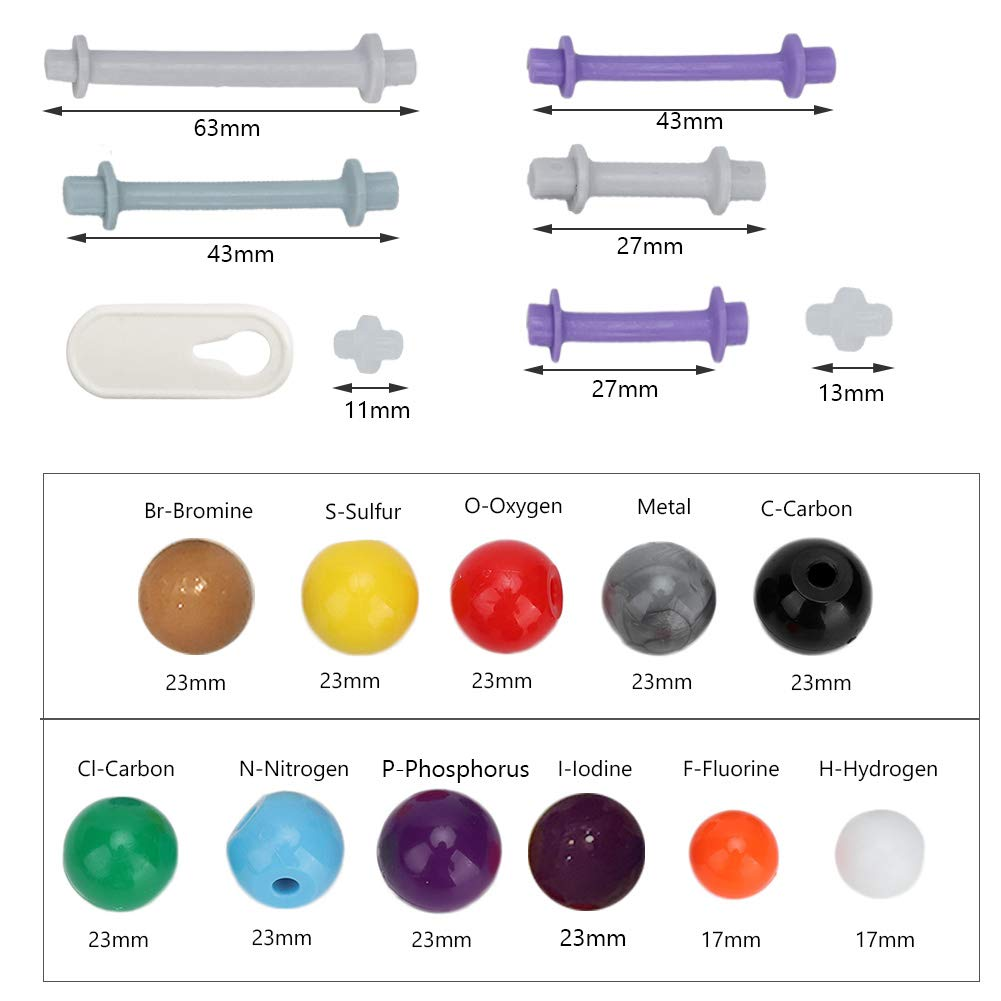 63mm
43mm
43mm
27mm
11mm
27mm
13mm
Br-Bromine
S-Sulfur
O-Oxygen
Metal
C-Carbon
23mm
23mm
23mm
23mm
23mm
Cl-Carbon
N-Nitrogen
P-Phosphorus
I-Iodine
F-Fluorine
H-Hydrogen
23mm
23mm
23mm
23mm
17mm
17mm